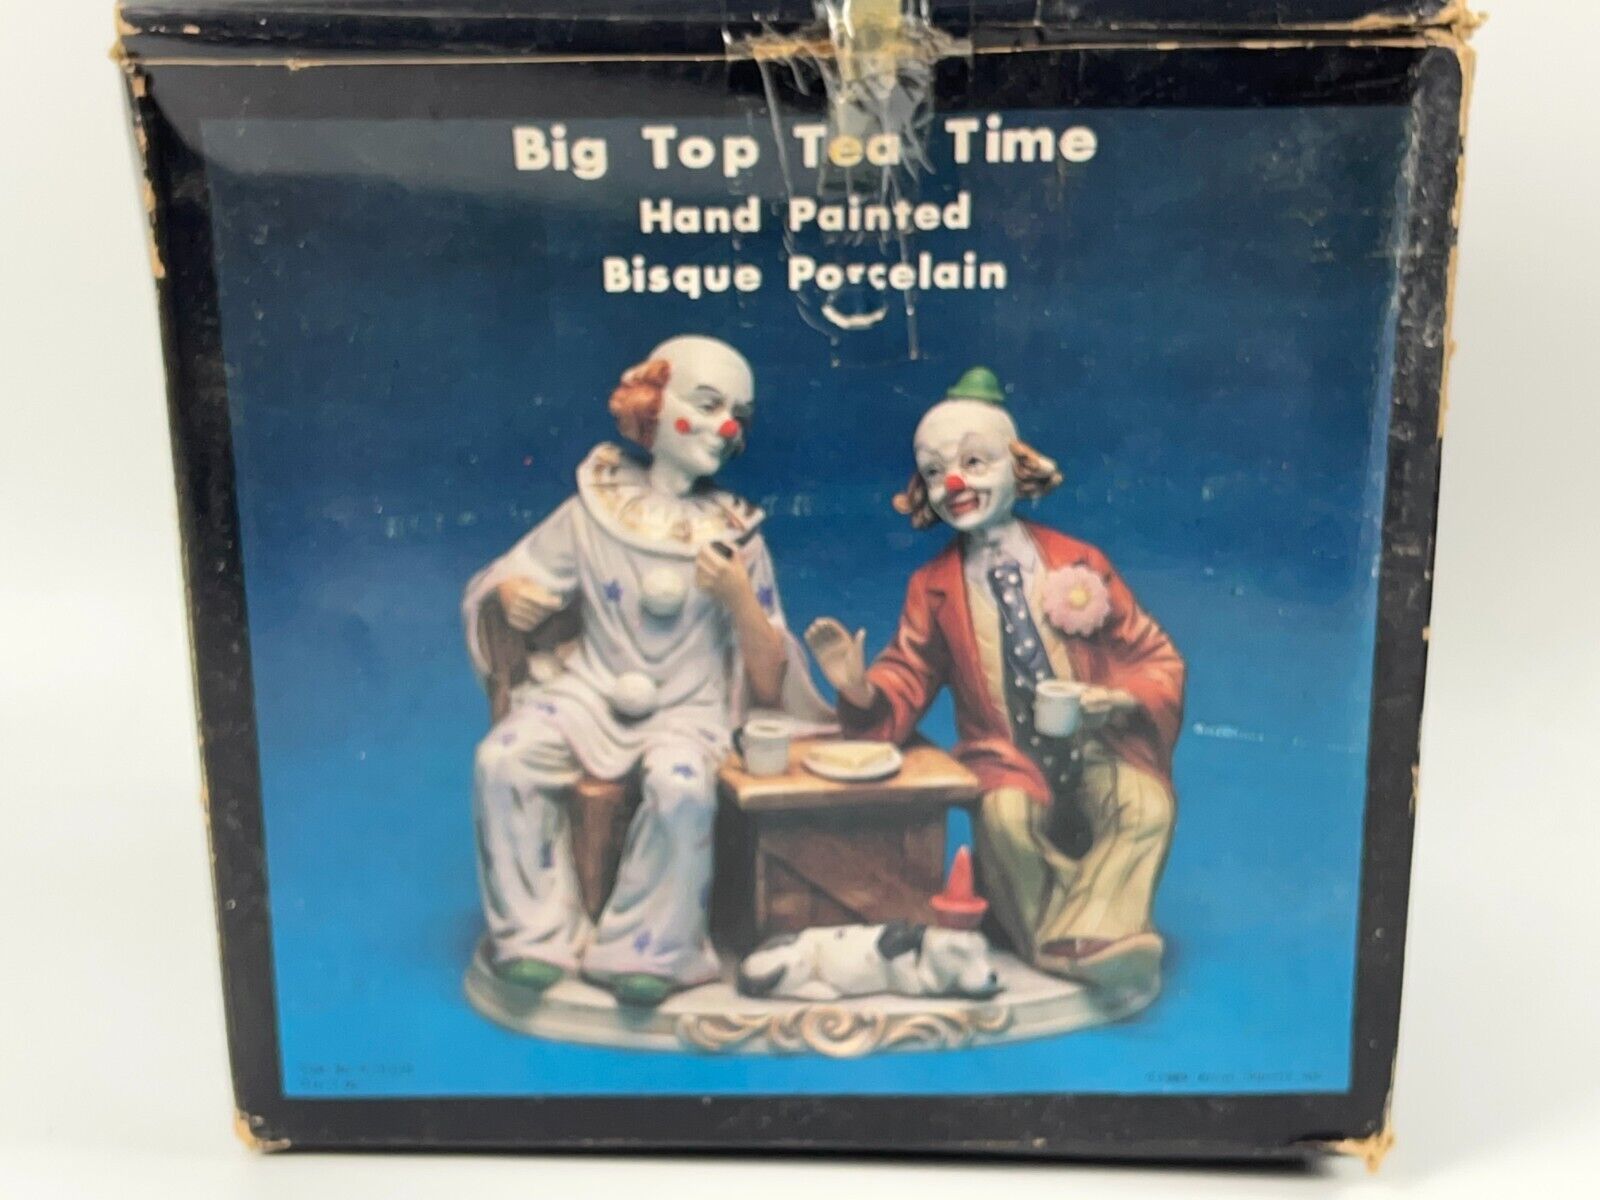 Big Top Tea Time
Hand Painted
Bisque Porcelain